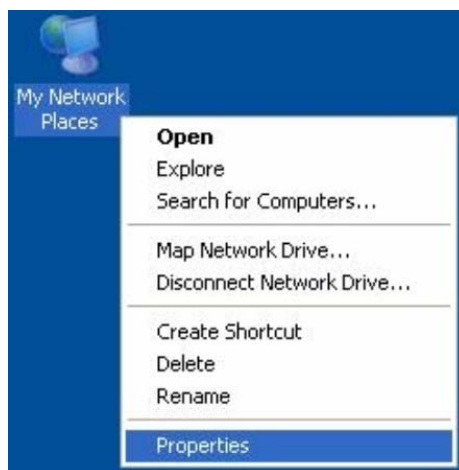 My Network
Places
Open
Explore
Search for Computers...
Map Network Drive...
Disconnect Network Drive...
Create Shortcut
Delete
Rename
Properties